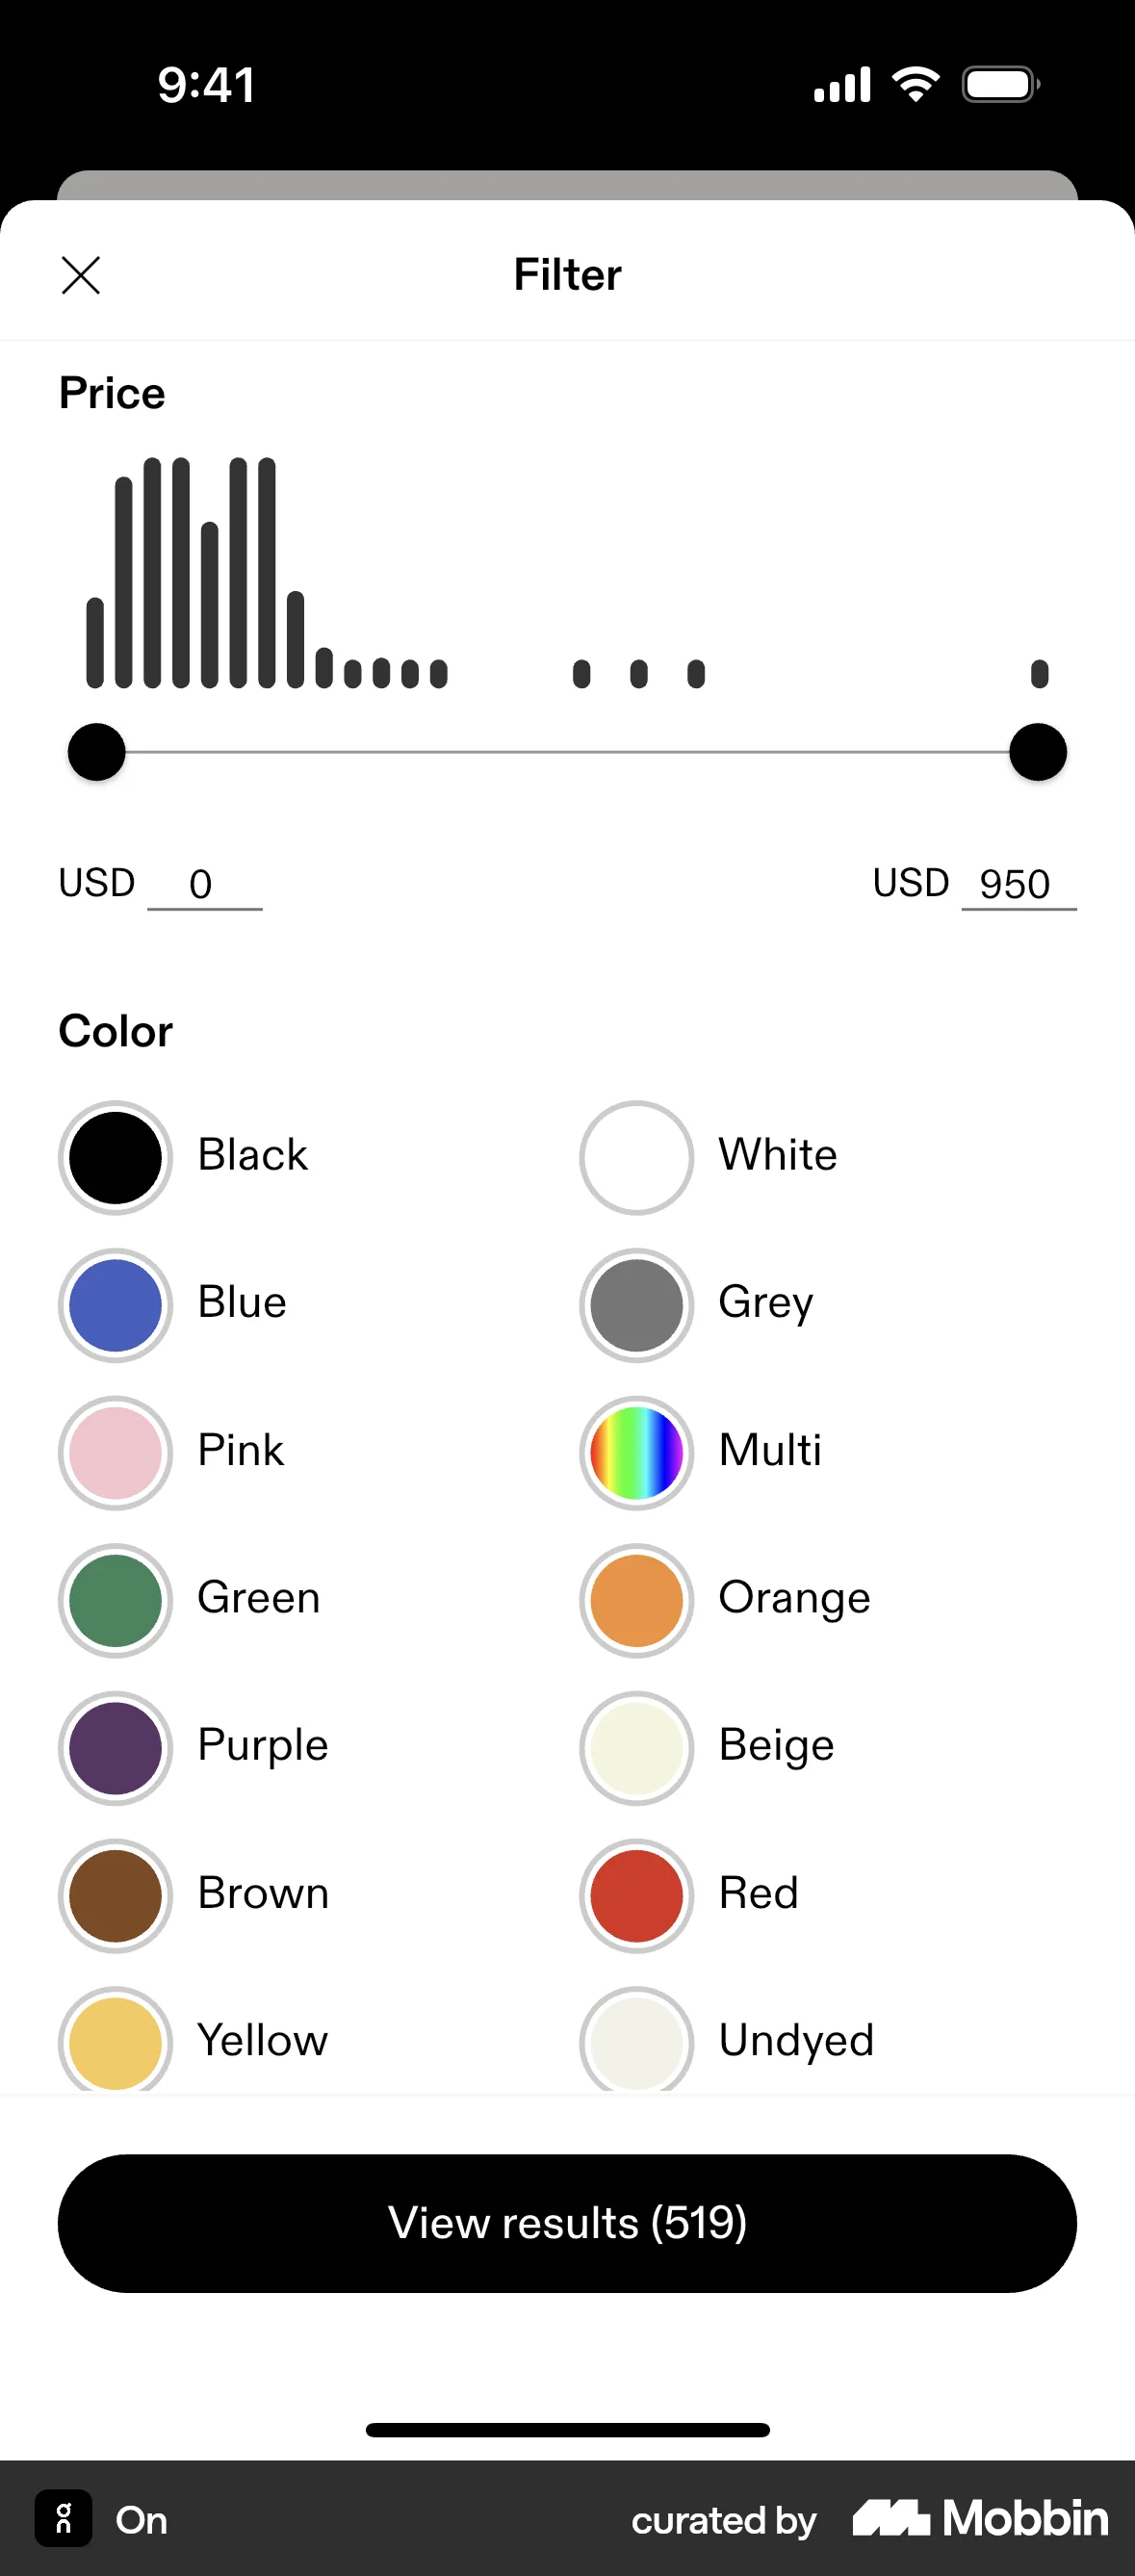 9:41
Filter
Price
USD 0 USD 950
Color
Black White
Blue Grey
Pink Multi
Green Orange
Purple Beige
Brown Red
Yellow Undyed
View results (519)
On curated by Mobbin